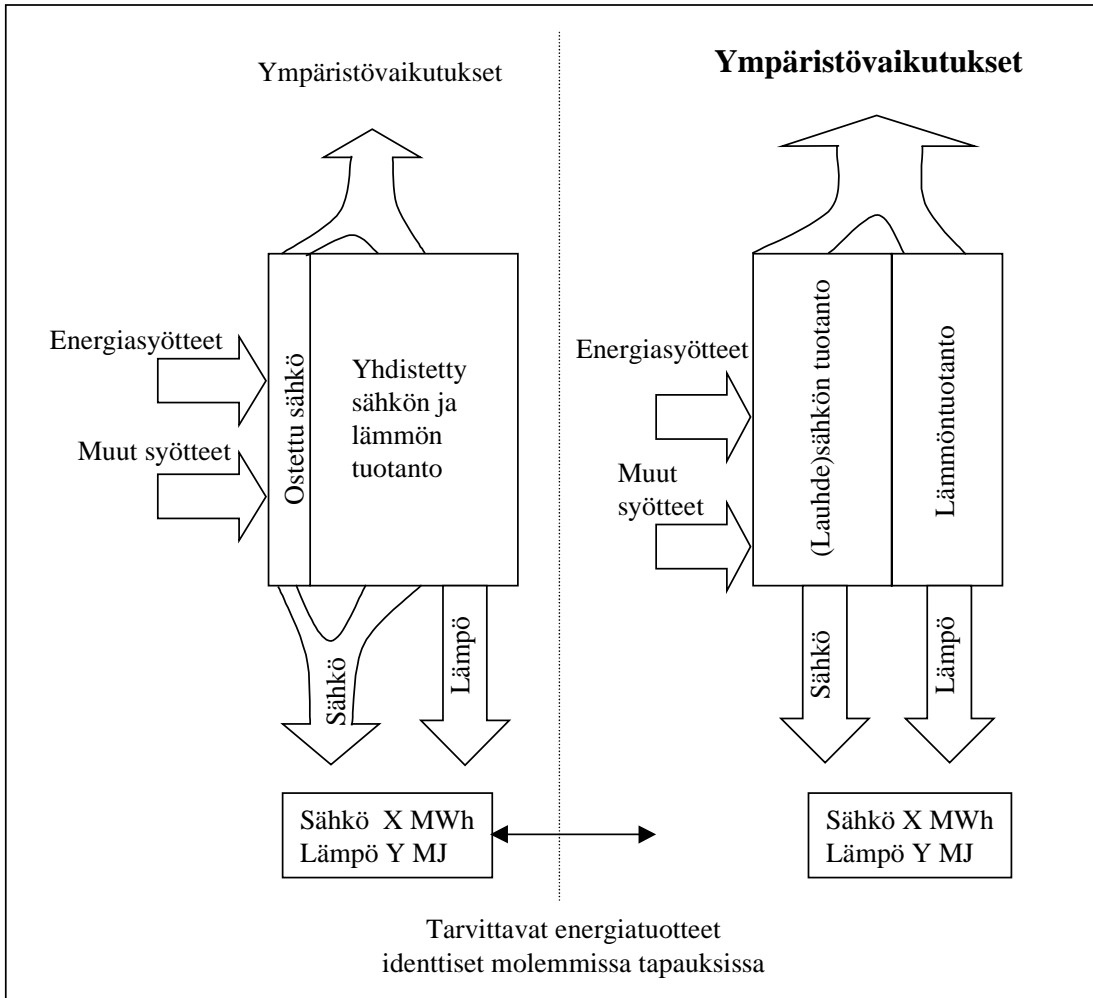 Ympäristövaikutukset
Energiasyötteet
Muut syötteet
Ostettu sähkö
Yhdistetty
sähkön ja
lämmön
tuotanto
Sähkö
Lämpö
Sähkö X MWh
Lämpö Y MJ
Ympäristövaikutukset
Energiasyötteet
Muut
syötteet
(Lauhde)sähkön tuotanto
Lämmöntuotanto
Sähkö
Lämpö
Sähkö X MWh
Lämpö Y MJ
Tarvittavat energiatuotteet
identtiset molemmissa tapauksissa